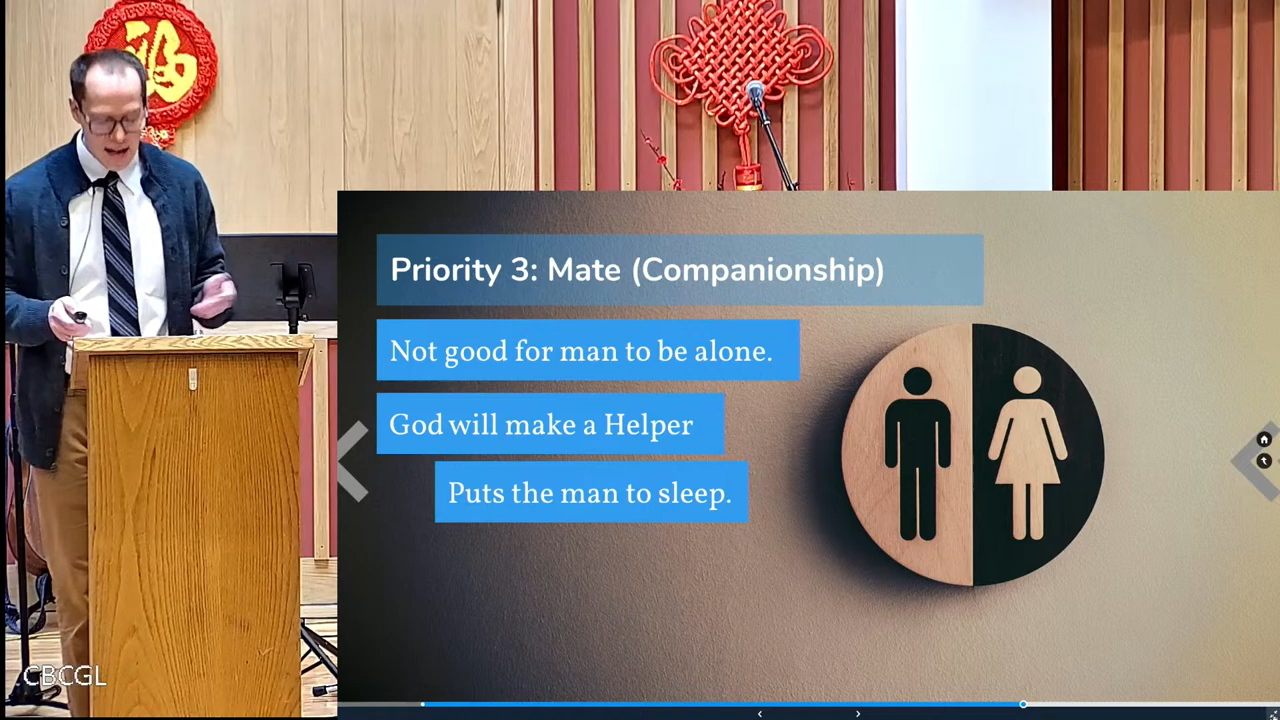 福
Priority 3: Mate (Companionship)
Not good for man to be alone.
God will make a Helper
Puts the man to sleep.
CBCGL